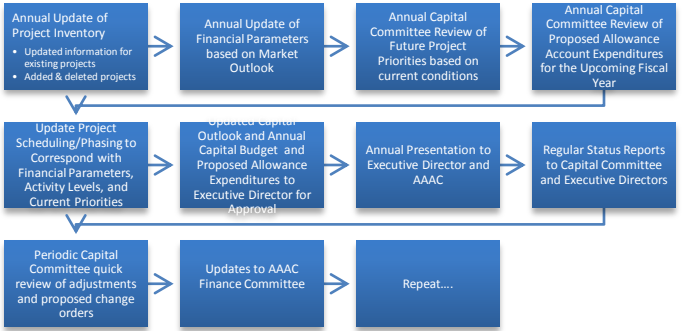 Annual Update of
Project Inventory
• Updated information for
existing projects
• Added & deleted projects
Annual Update of
Financial Parameters
based on Market
Outlook
Annual Capital
Committee Review of
Future Project
Priorities based on
current conditions
Annual Capital
Committee Review of
Proposed Allowance
Account Expenditures
for the Upcoming Fiscal
Year
Update Project
Scheduling/Phasing to
Correspond with
Financial Parameters,
Activity Levels, and
Current Priorities
Updated Capital
Outlook and Annual
Capital Budget and
Proposed Allowance
Expenditures to
Executive Director for
Approval
Annual Presentation to
Executive Director and
AAAC
Regular Status Reports
to Capital Committee
and Executive Directors
Periodic Capital
Committee quick
review of adjustments
and proposed change
orders
Updates to AAAC
Finance Committee
Repeat….